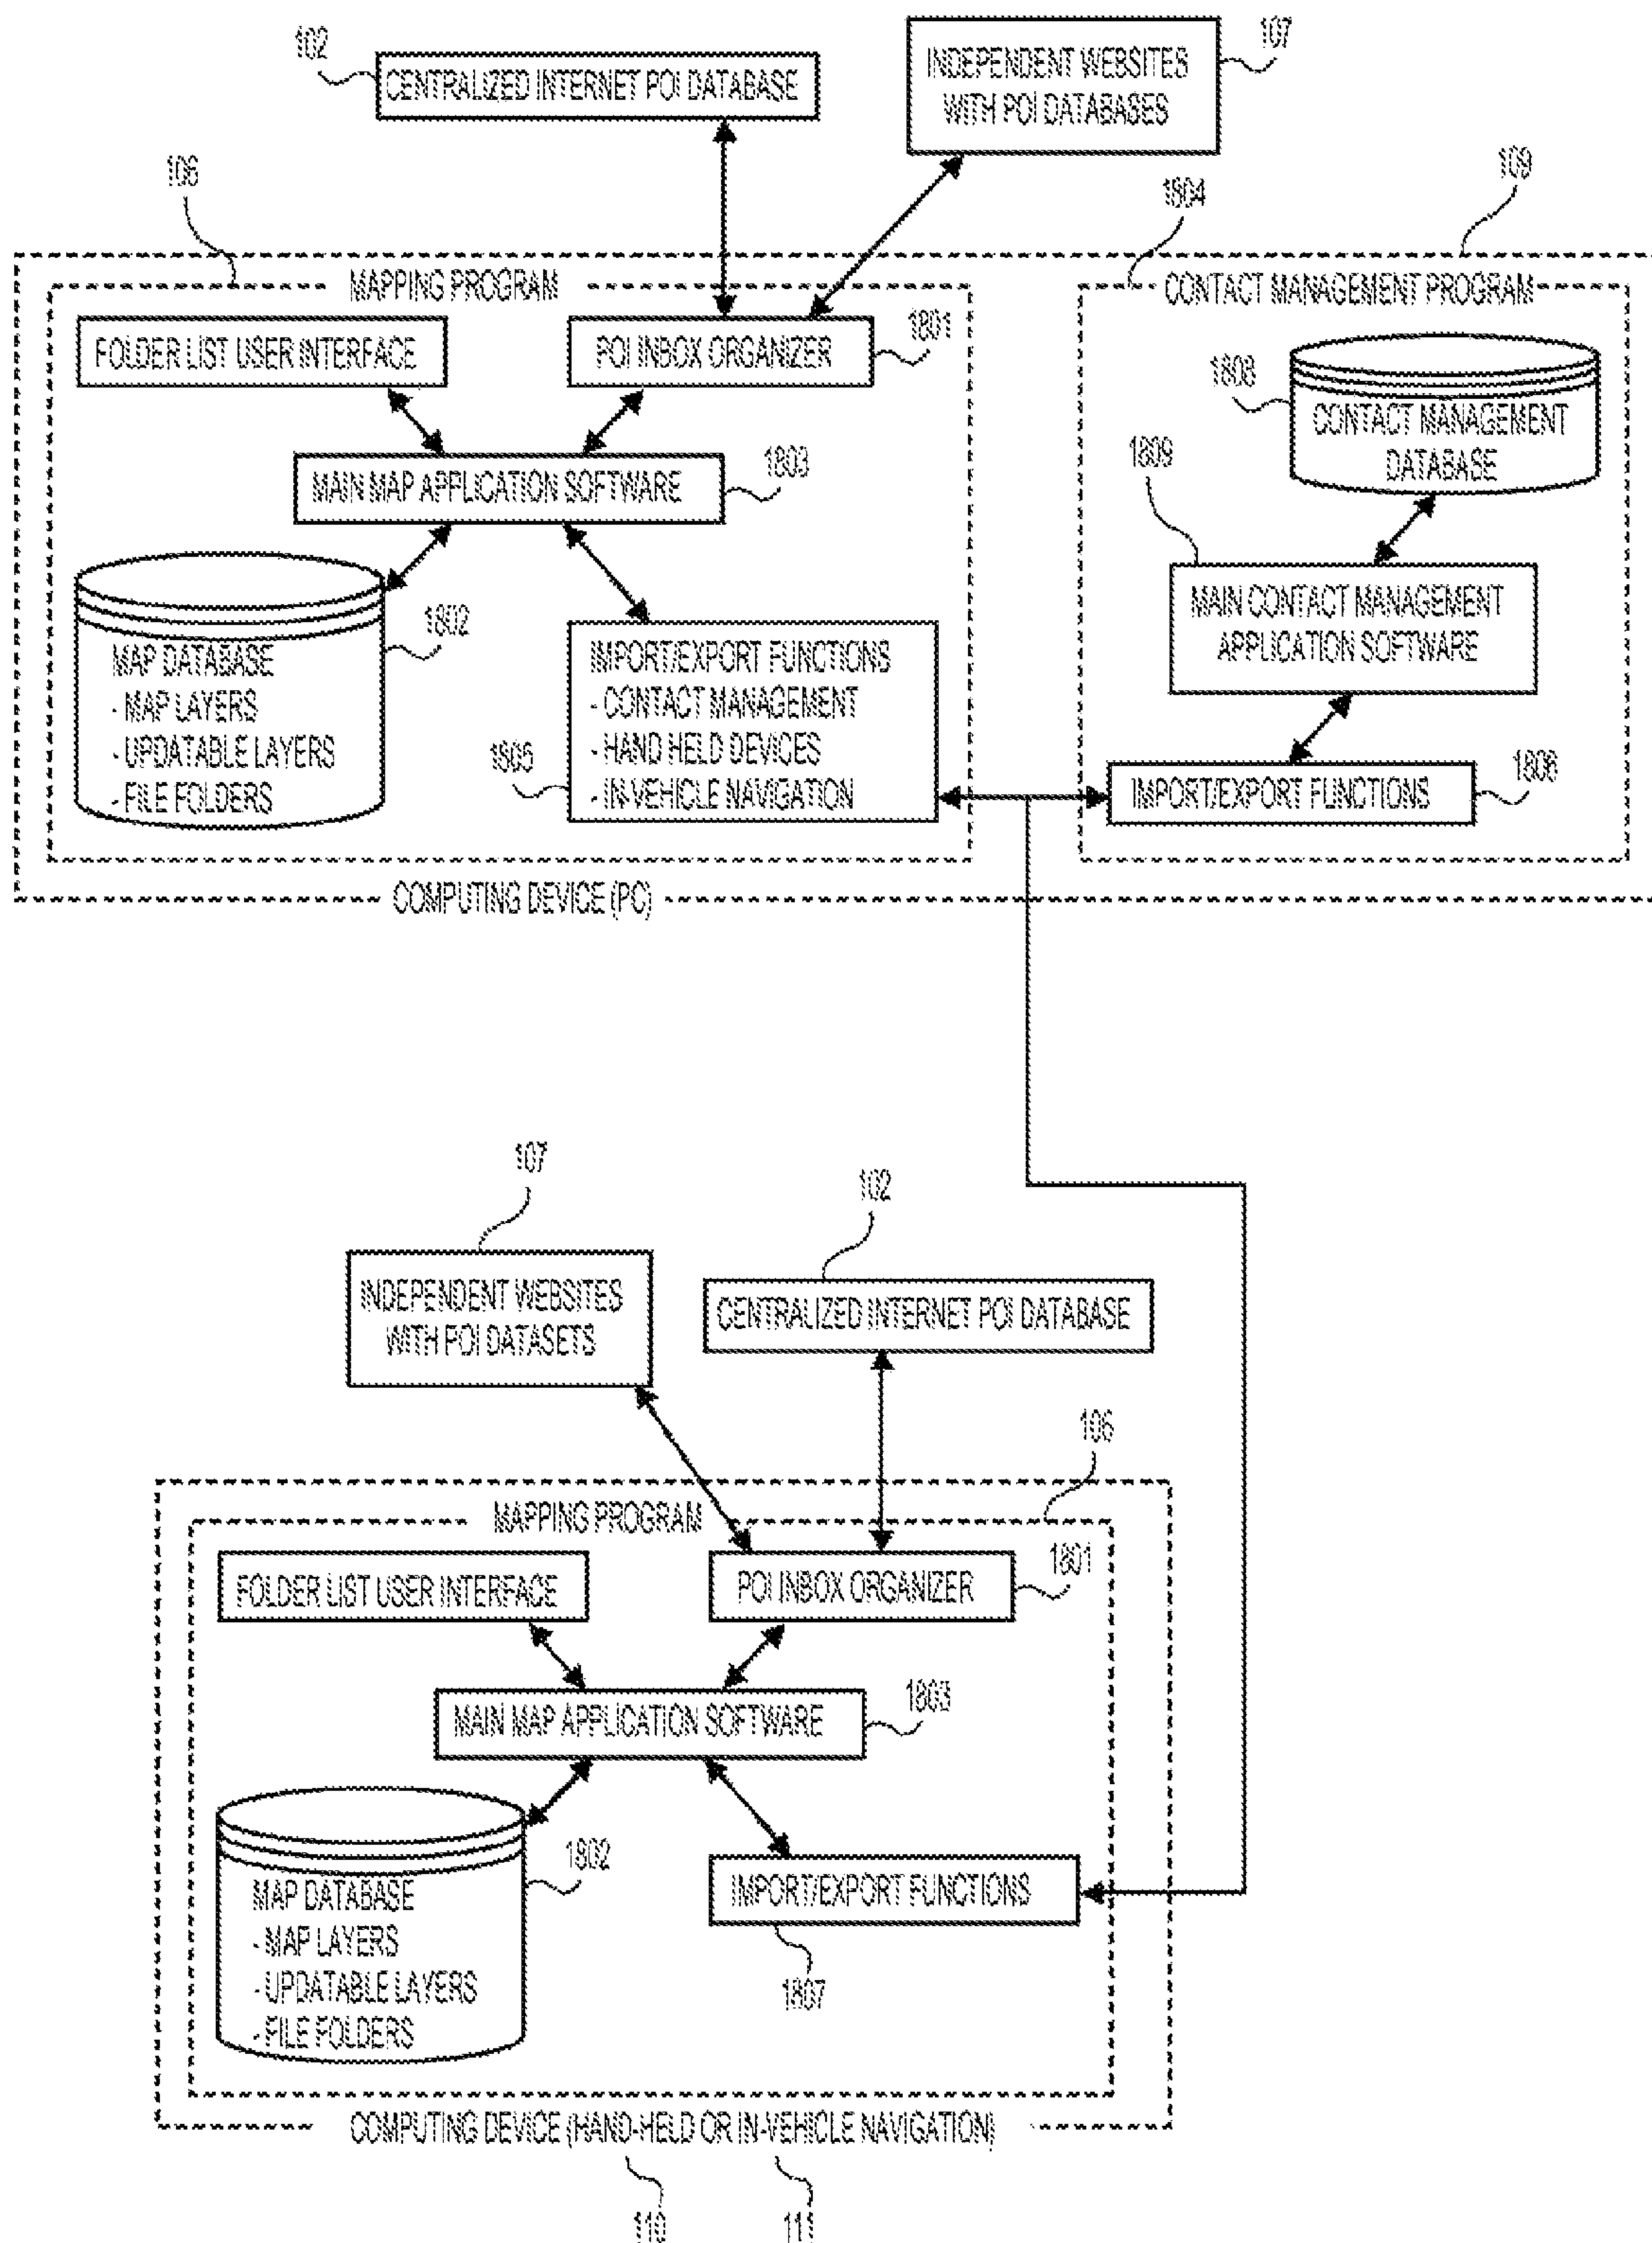 102
CENTRALIZED INTERNET POI DATABASE
INDEPENDENT WEBSITES
WITH POI DATABASES
107
106
1804
109
MAPPING PROGRAM
CONTACT MANAGEMENT PROGRAM
FOLDER LIST USER INTERFACE
POI INBOX ORGANIZER
1801
1808
CONTACT MANAGEMENT
DATABASE
MAIN MAP APPLICATION SOFTWARE
1803
1809
MAIN CONTACT MANAGEMENT
APPLICATION SOFTWARE
1802
MAP DATABASE
- MAP LAYERS
- UPDATABLE LAYERS
- FILE FOLDERS
IMPORT/EXPORT FUNCTIONS
- CONTACT MANAGEMENT
- HAND HELD DEVICES
- IN-VEHICLE NAVIGATION
1805
IMPORT/EXPORT FUNCTIONS
1806
COMPUTING DEVICE (PC)
107
102
INDEPENDENT WEBSITES
WITH POI DATASETS
CENTRALIZED INTERNET POI DATABASE
106
MAPPING PROGRAM
FOLDER LIST USER INTERFACE
POI INBOX ORGANIZER
1801
MAIN MAP APPLICATION SOFTWARE
1803
1802
MAP DATABASE
- MAP LAYERS
- UPDATABLE LAYERS
- FILE FOLDERS
IMPORT/EXPORT FUNCTIONS
1807
COMPUTING DEVICE (HAND-HELD OR IN-VEHICLE NAVIGATION)
110
111